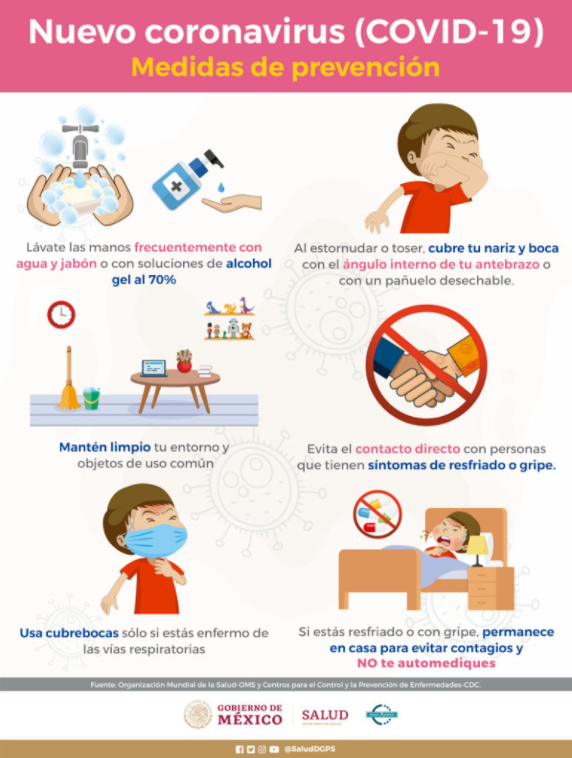 Nuevo coronavirus (COVID-19)
Medidas de prevención
Lávate las manos frecuentemente con
agua y jabón o con soluciones de alcohol
gel al 70%
Al estornudar o toser, cubre tu nariz y boca
con el ángulo interno de tu antebrazo o
con un pañuelo desechable.
Mantén limpio tu entorno y
objetos de uso común
Evita el contacto directo con personas
que tienen síntomas de resfriado o gripe.
Usa cubrebocas sólo si estás enfermo de
las vías respiratorias
Si estás resfriado o con gripe, permanece
en casa para evitar contagios y
NO te automediques
Fuente: Organización Mundial de la Salud-OMS y Centros para el Control y la Prevención de Enfermedades-CDC.
GOBIERNO DE
MÉXICO
SALUD
SECRETARÍA DE SALUD
@SaludDGPS